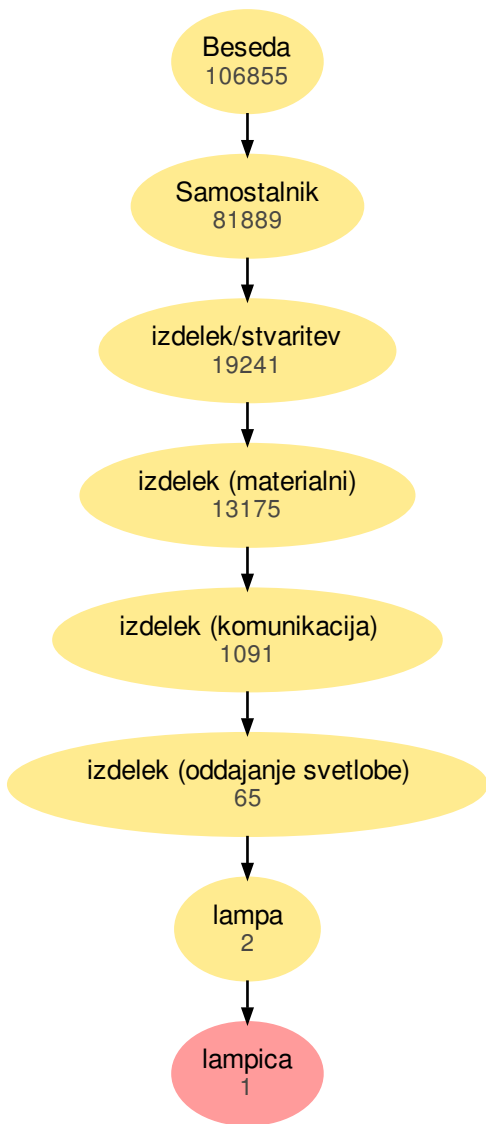 Beseda
106855
Samostalnik
81889
izdelek/stvaritev
19241
izdelek (materialni)
13175
izdelek (komunikacija)
1091
izdelek (oddajanje svetlobe)
65
lampa
2
lampica
1